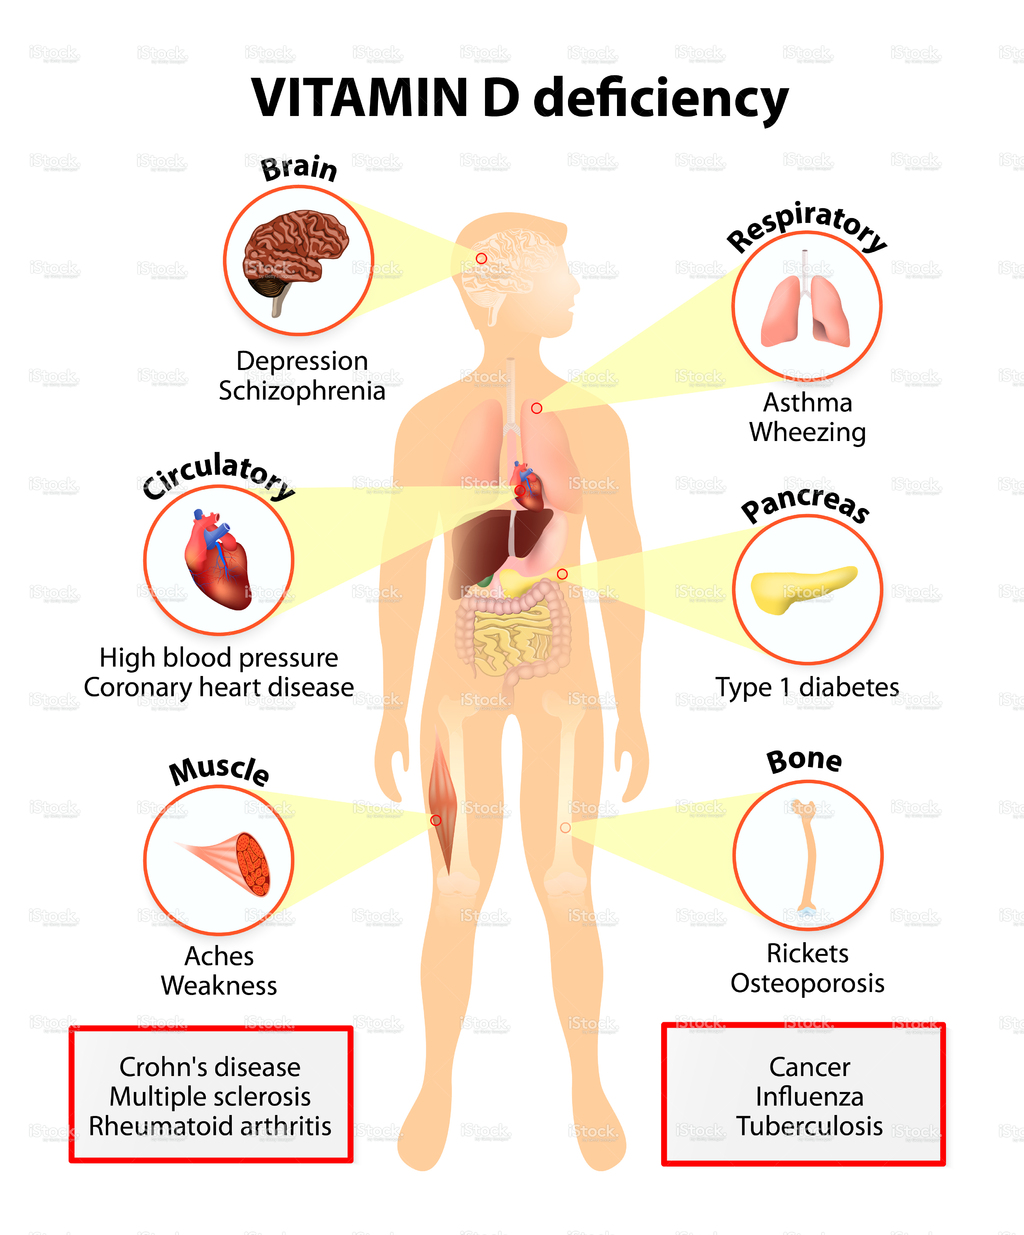 VITAMIN D deficiency
Brain
Depression
Schizophrenia
Respiratory
Asthma
Wheezing
Circulatory
High blood pressure
Coronary heart disease
Pancreas
Type 1 diabetes
Muscle
Aches
Weakness
Bone
Rickets
Osteoporosis
Crohn's disease
Multiple sclerosis
Rheumatoid arthritis
Cancer
Influenza
Tuberculosis
iStock.